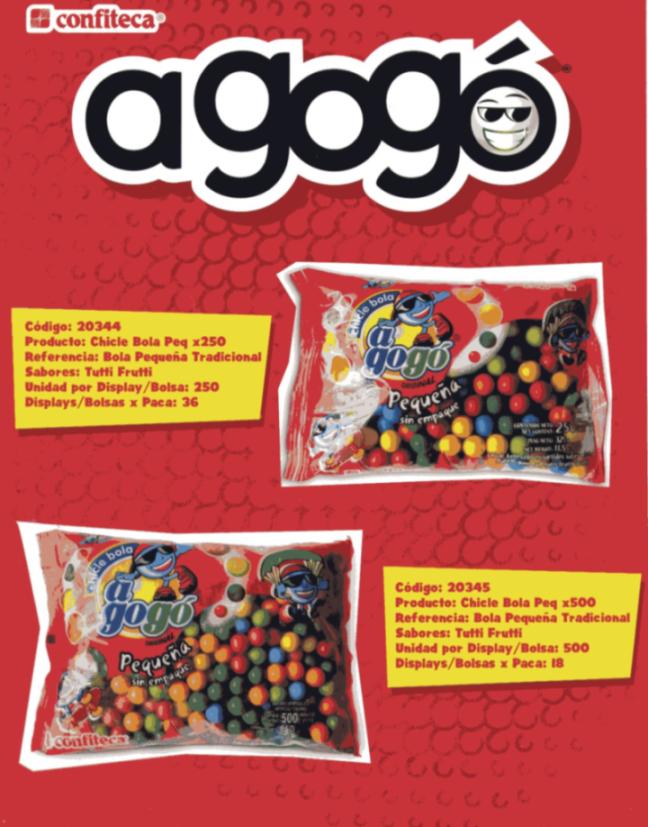 confiteca®
agogó
Código: 20344
Producto: Chicle Bola Peq x250
Referencia: Bola Pequeña Tradicional
Sabores: Tutti Frutti
Unidad por Display/Bolsa: 250
Displays/Bolsas x Paca: 36
chicle bola
ā
gogó
Pequeña
sin empaque
chicle bola
ā
gogó
Pequeña
sin empaque
500
confiteca
Código: 20345
Producto: Chicle Bola Peq x500
Referencia: Bola Pequeña Tradicional
Sabores: Tutti Frutti
Unidad por Display/Bolsa: 500
Displays/Bolsas x Paca: 18